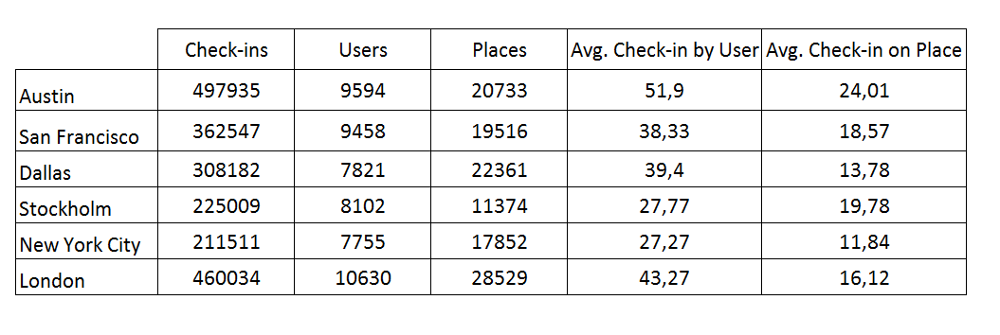 Check-ins Users Places Avg. Check-in by User Avg. Check-in on Place
Austin 497935 9594 20733 51,9 24,01
San Francisco 362547 9458 19516 38,33 18,57
Dallas 308182 7821 22361 39,4 13,78
Stockholm 225009 8102 11374 27,77 19,78
New York City 211511 7755 17852 27,27 11,84
London 460034 10630 28529 43,27 16,12